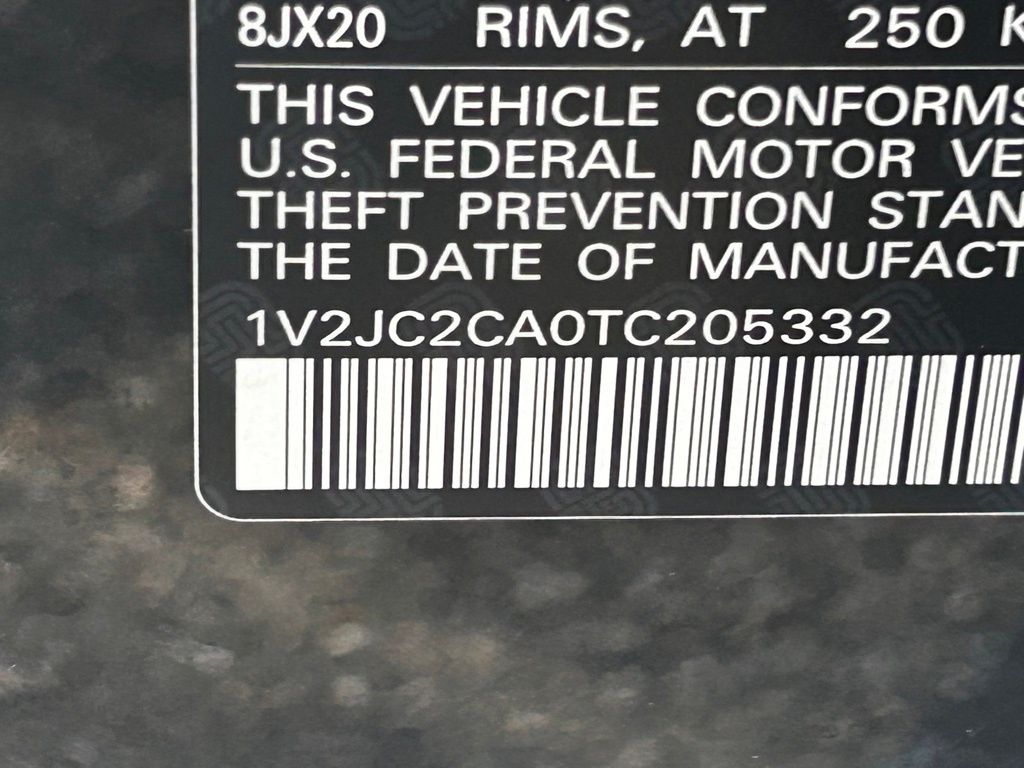 8JX20 RIMS, AT 250 K
THIS VEHICLE CONFORMS
U.S. FEDERAL MOTOR VE
THEFT PREVENTION STAN
THE DATE OF MANUFACT
1V2JC2CA0TC205332